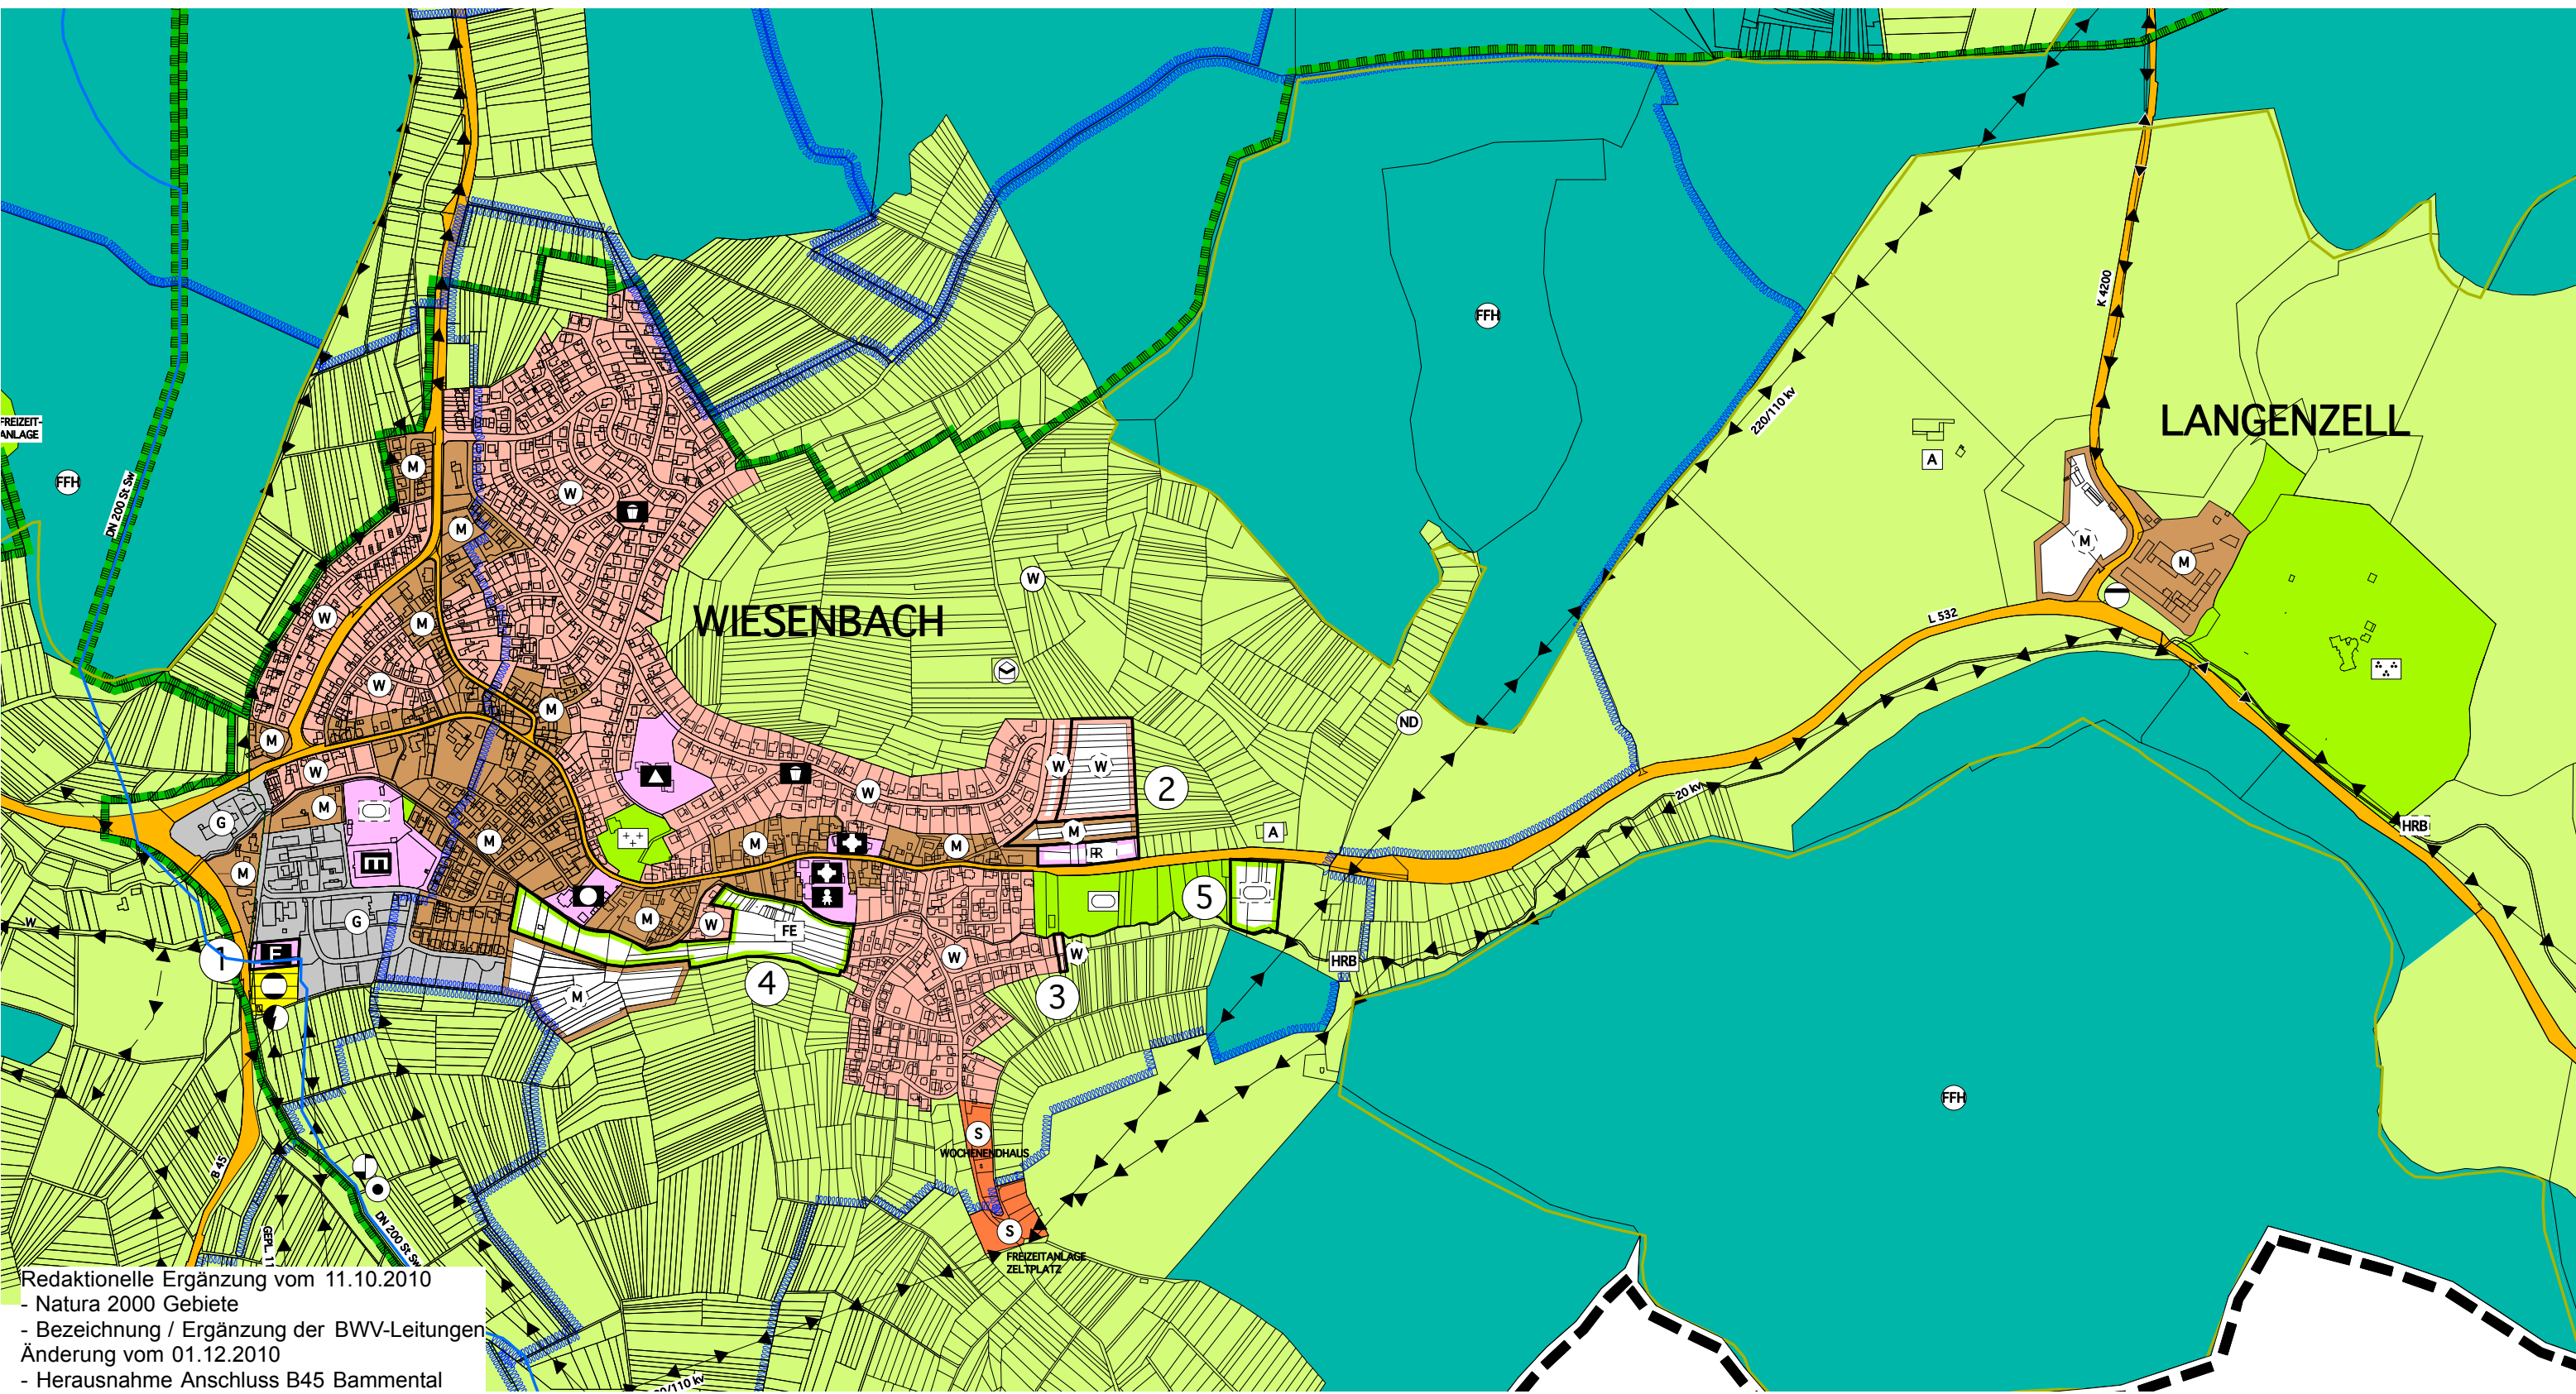 FFH
K 4200
220/110 kv
LANGENZELL
A
FREIZEIT-
ANLAGE
M
FFH
DN 200 St Sw
W
M
M
M
W
WIESENBACH
W
M
L 532
W
M
ND
M
W
W
W
2
W
M
20 kv
G
M
M
M
M
M
A
HRB
RR
M
5
W
G
M
W
FE
1
F
W
W
HRB
4
3
M
FFH
S
WOCHENENDHAUS
B 45
S
FREIZEITANLAGE
ZELTPLATZ
DN 200 St Sw
GEPL. 11
Redaktionelle Ergänzung vom 11.10.2010
- Natura 2000 Gebiete
- Bezeichnung / Ergänzung der BWV-Leitungen
Änderung vom 01.12.2010
- Herausnahme Anschluss B45 Bammental